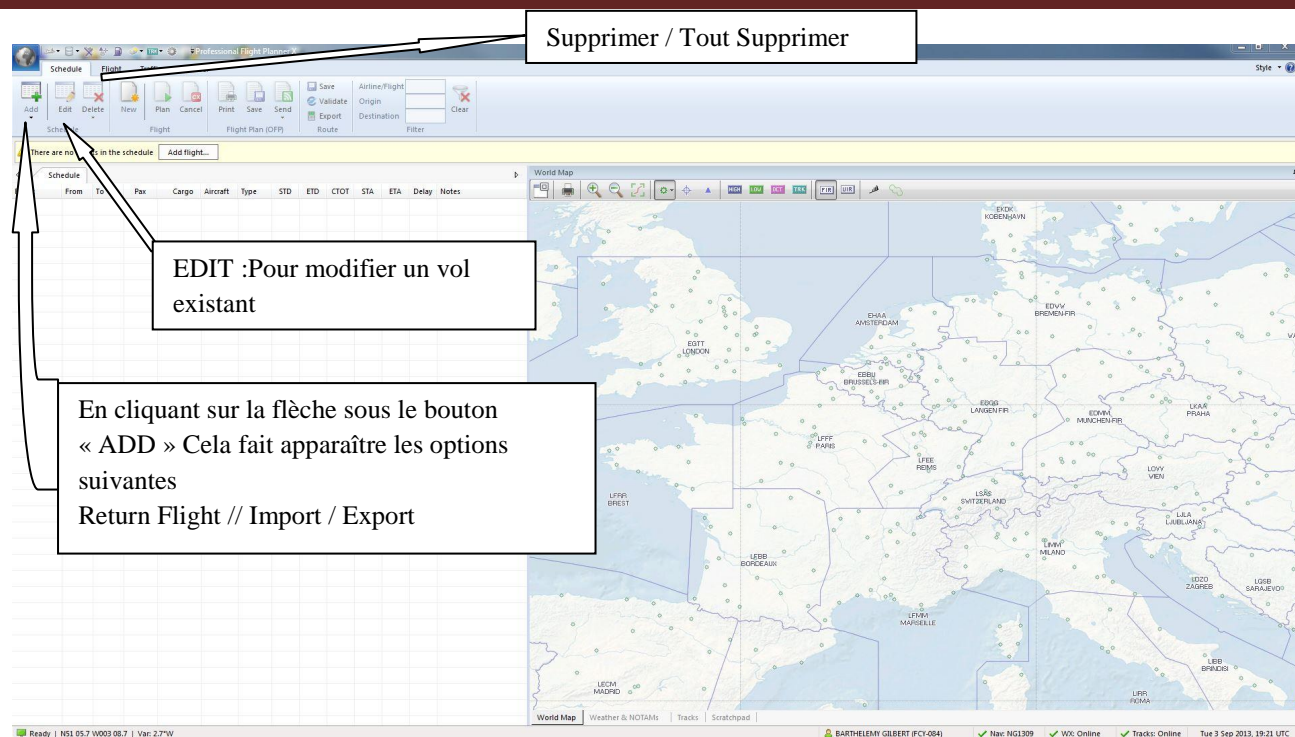 Supprimer / Tout Supprimer
TRK
Professional Flight Planner X
Schedule Flight
Style
Add Edit Delete New Plan Cancel Print Save Send
Save Airline/Flight
Validate Origin
Export Destination
Clear
Schedule Flight Flight Plan (OFP) Route Filter
There are no in the schedule Add flight...
Schedule
From To Pax Cargo Aircraft Type STD ETD CTOT STA ETA Delay Notes
World Map
HIGH LOW OCT TRK FIR UIR
EDIT :Pour modifier un vol
existant
En cliquant sur la flèche sous le bouton
« ADD » Cela fait apparaître les options
suivantes
Return Flight // Import / Export
EKDK
KOBENHAVN
EDVV
BREMEN-FIR
EHAA
AMSTERDAM
EGTT
LONDON
EBBU
BRUSSELS-FIR
EDGG
LANGEN FIR
EDMM
MUNCHEN-FIR
LKAA
PRAHA
LFFF
PARIS
LFEE
REIMS
LOVV
VIEN
LFRR
BREST
LSAS
SWITZERLAND
LJLA
LJUBLJANA
LIMM
MILANO
LFBB
BORDEAUX
LDZO
ZAGREB
LQSB
SARAJEVO
LFMM
MARSEILLE
LIBB
BRINDISI
LECM
MADRID
LIRR
ROMA
World Map Weather & NOTAMs Tracks Scratchpad
Ready N51 05.7 W003 08.7 Var: 2.7°W BARTHELEMY GILBERT (FCY-084) Nav: NG1309 WX: Online Tracks: Online Tue 3 Sep 2013, 19:21 UTC